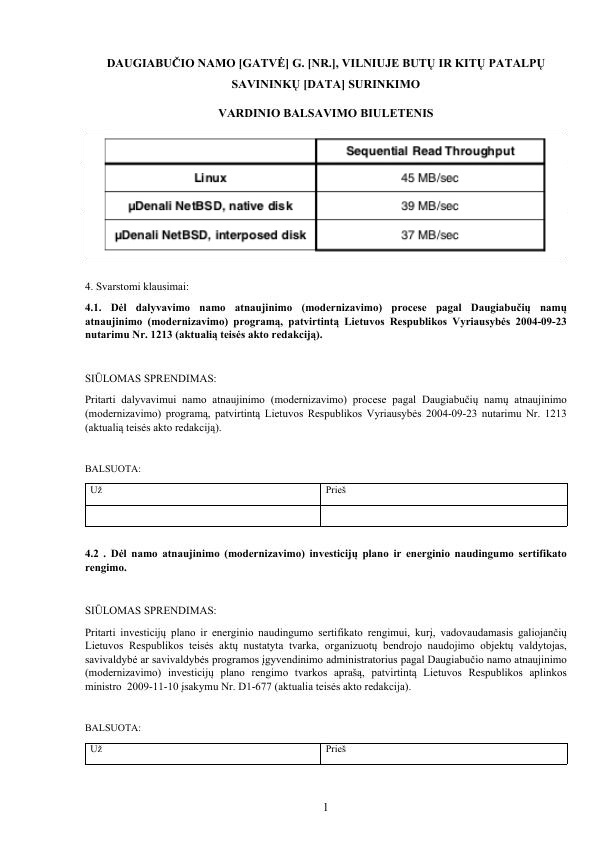 DAUGIABUČIO NAMO [GATVĖ] G. [NR.], VILNIUJE BUTŲ IR KITŲ PATALPŲ
SAVININKŲ [DATA] SURINKIMO
VARDINIO BALSAVIMO BIULETENIS
Sequential Read Throughput
Linux 45 MB/sec
µDenali NetBSD, native disk 39 MB/sec
µDenali NetBSD, interposed disk 37 MB/sec
4. Svarstomi klausimai:
4.1. Dėl dalyvavimo namo atnaujinimo (modernizavimo) procese pagal Daugiabučių namų
atnaujinimo (modernizavimo) programą, patvirtintą Lietuvos Respublikos Vyriausybės 2004-09-23
nutarimu Nr. 1213 (aktualią teisės akto redakciją).
SIŪLOMAS SPRENDIMAS:
Pritarti dalyvavimui namo atnaujinimo (modernizavimo) procese pagal Daugiabučių namų atnaujinimo
(modernizavimo) programą, patvirtintą Lietuvos Respublikos Vyriausybės 2004-09-23 nutarimu Nr. 1213
(aktualią teisės akto redakciją).
BALSUOTA:
Už Prieš
4.2 . Dėl namo atnaujinimo (modernizavimo) investicijų plano ir energinio naudingumo sertifikato
rengimo.
SIŪLOMAS SPRENDIMAS:
Pritarti investicijų plano ir energinio naudingumo sertifikato rengimui, kurį, vadovaudamasis galiojančių
Lietuvos Respublikos teisės aktų nustatyta tvarka, organizuotų bendrojo naudojimo objektų valdytojas,
savivaldybė ar savivaldybės programos įgyvendinimo administratorius pagal Daugiabučio namo atnaujinimo
(modernizavimo) investicijų plano rengimo tvarkos aprašą, patvirtintą Lietuvos Respublikos aplinkos
ministro 2009-11-10 įsakymu Nr. D1-677 (aktualia teisės akto redakcija).
BALSUOTA:
Už Prieš
1